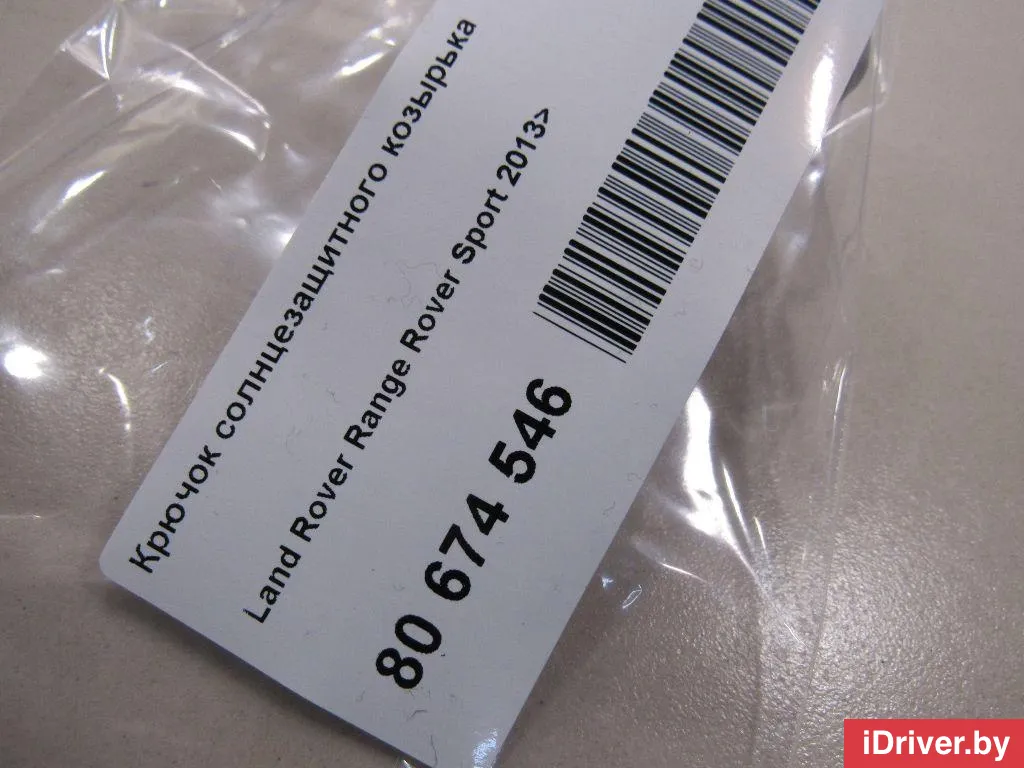 Крючок солнцезащитного козырька
Land Rover Range Rover Sport 2013>
80 674 546
iDriver.by